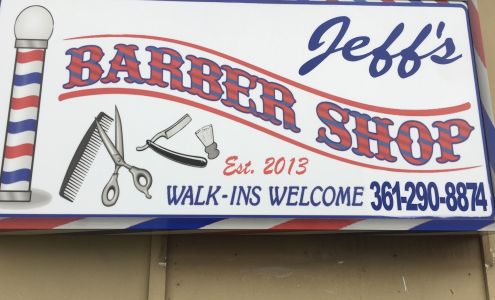 Jeff's
BARBER SHOP
Est. 2013
WALK-INS WELCOME 361-290-8874